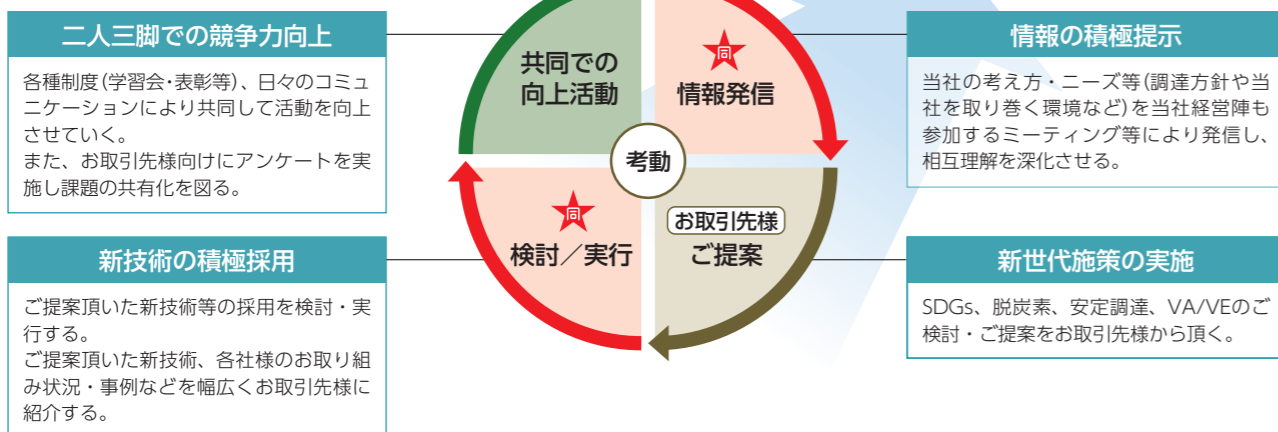 二人三脚での競争力向上
各種制度(学習会・表彰等)、日々のコミュ
ニケーションにより共同して活動を向上
させていく。
また、お取引先様向けにアンケートを実
施し課題の共有化を図る。
共同での
向上活動
同
情報発信
情報の積極提示
当社の考え方・ニーズ等(調達方針や当
社を取り巻く環境など)を当社経営陣も
参加するミーティング等により発信し、
相互理解を深化させる。
考動
新技術の積極採用
ご提案頂いた新技術等の採用を検討・実
行する。
ご提案頂いた新技術、各社様のお取り組
み状況・事例などを幅広くお取引先様に
紹介する。
同
検討／実行
お取引先様
ご提案
新世代施策の実施
SDGs、脱炭素、安定調達、VA/VEのご
検討・ご提案をお取引先様から頂く。